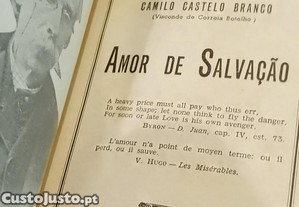 CAMILO CASTELO BRANCO
(Visconde de Correia Botelho)
AMOR DE SALVAÇÃO
A heavy price must all pay who thus err,
In some shape; let none think to fly the danger,
For soon or late Love is his own avenger.
BYRON — D. Juan, cap. IV, est. 73.
L'amour n'a point de moyen terme: ou il
perd, ou il sauve.
V. HUGO — Les Misérables.
CustoJusto.pt